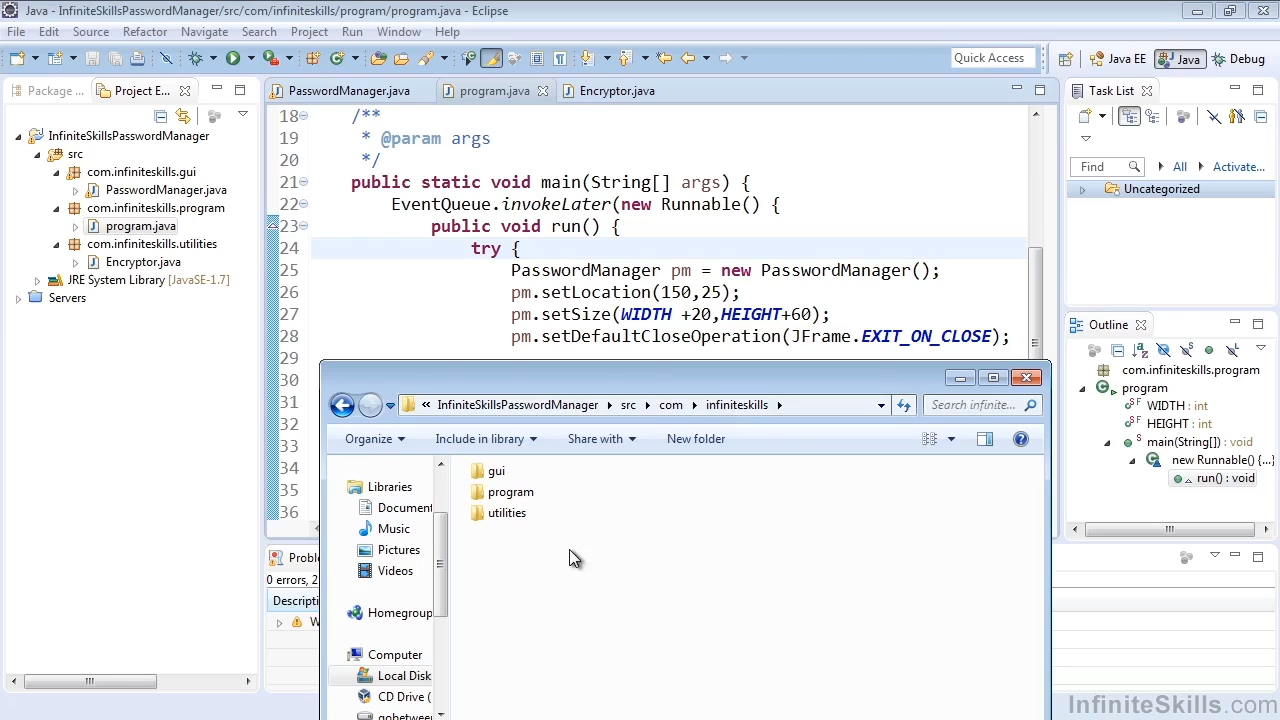 Java - InfiniteSkillsPasswordManager/src/com/infiniteskills/program/program.java - Eclipse
File Edit Source Refactor Navigate Search Project Run Window Help
Quick Access
Java EE
Java
Debug
Package ...
Project E...
InfiniteSkillsPasswordManager
src
com.infiniteskills.gui
PasswordManager.java
com.infiniteskills.program
program.java
com.infiniteskills.utilities
Encryptor.java
JRE System Library [JavaSE-1.7]
Servers
PasswordManager.java
program.java
Encryptor.java
18 /**
19 * @param args
20 */
21 public static void main(String[] args) {
22 EventQueue.invokeLater(new Runnable() {
23 public void run() {
24 try {
25 PasswordManager pm = new PasswordManager();
26 pm.setLocation(150,25);
27 pm.setSize(WIDTH +20,HEIGHT+60);
28 pm.setDefaultCloseOperation(JFrame.EXIT_ON_CLOSE);
29
30
31
32
33
34
35
36
Task List
Find
All
Activate...
Uncategorized
Outline
com.infiniteskills.program
program
WIDTH : int
HEIGHT : int
main(String[]) : void
new Runnable() {...}
run() : void
Proble
0 errors, 2
Descripti
W
« InfiniteSkillsPasswordManager src com infiniteskills
Search infinite...
Organize Include in library Share with New folder
Libraries
Document
Music
Pictures
Videos
Homegroup
Computer
Local Disk
CD Drive (
gobetween
gui
program
utilities
InfiniteSkills.com